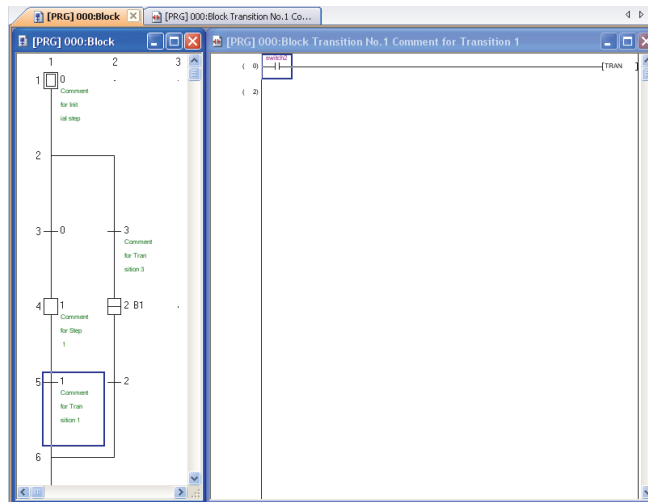 [PRG] 000:Block
[PRG] 000:Block Transition No.1 Co...
[PRG] 000:Block
1 2 3
1 0
Comment
for Init
ial step
2
3 0 3
Comment
for Tran
sition 3
4 1 2 B1
Comment
for Step
1
5 1 2
Comment
for Tran
sition 1
6
[PRG] 000:Block Transition No.1 Comment for Transition 1
( 0) switch2 [TRAN ]
( 2)